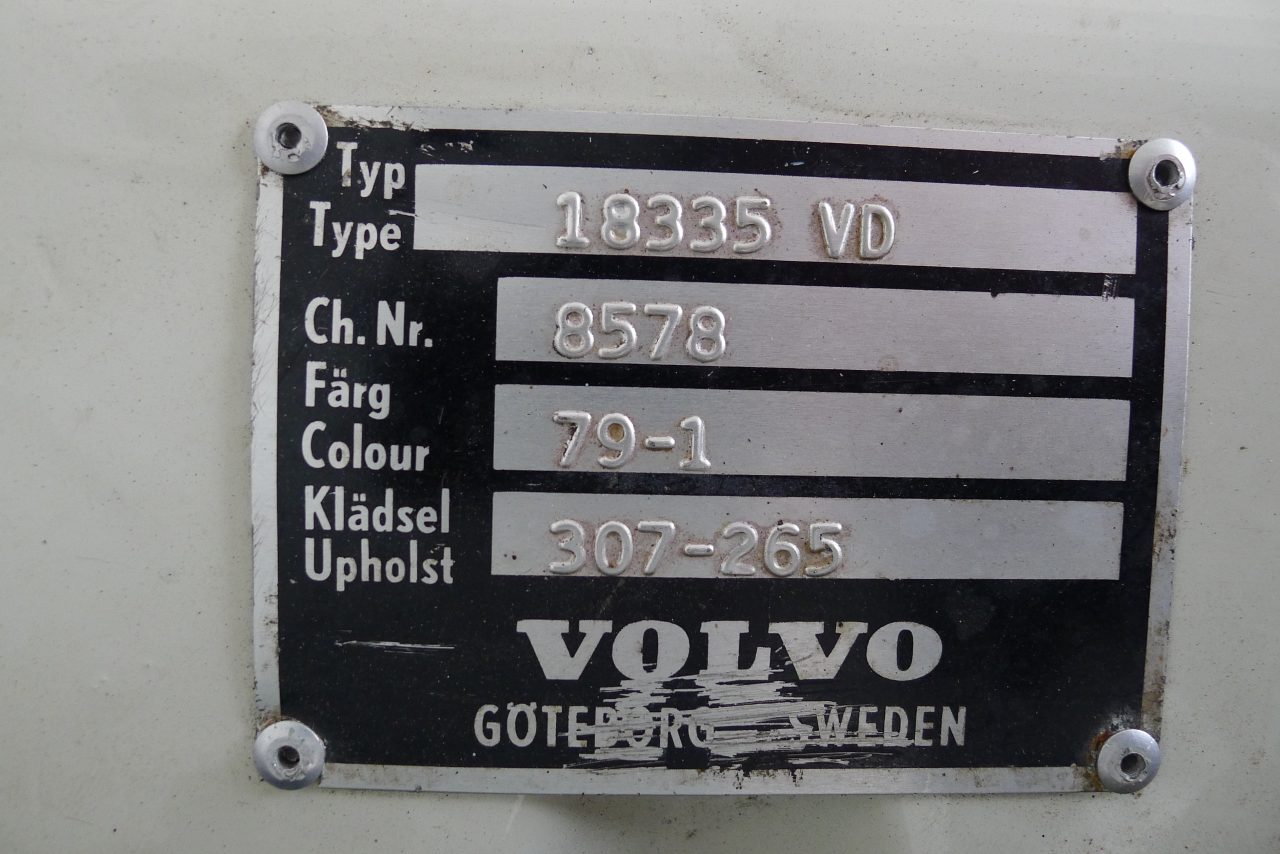 Typ
Type 18335 VD
Ch. Nr. 8578
Färg
Colour 79-1
Klädsel
Upholst 307-265
VOLVO
GÖTEBORG SWEDEN